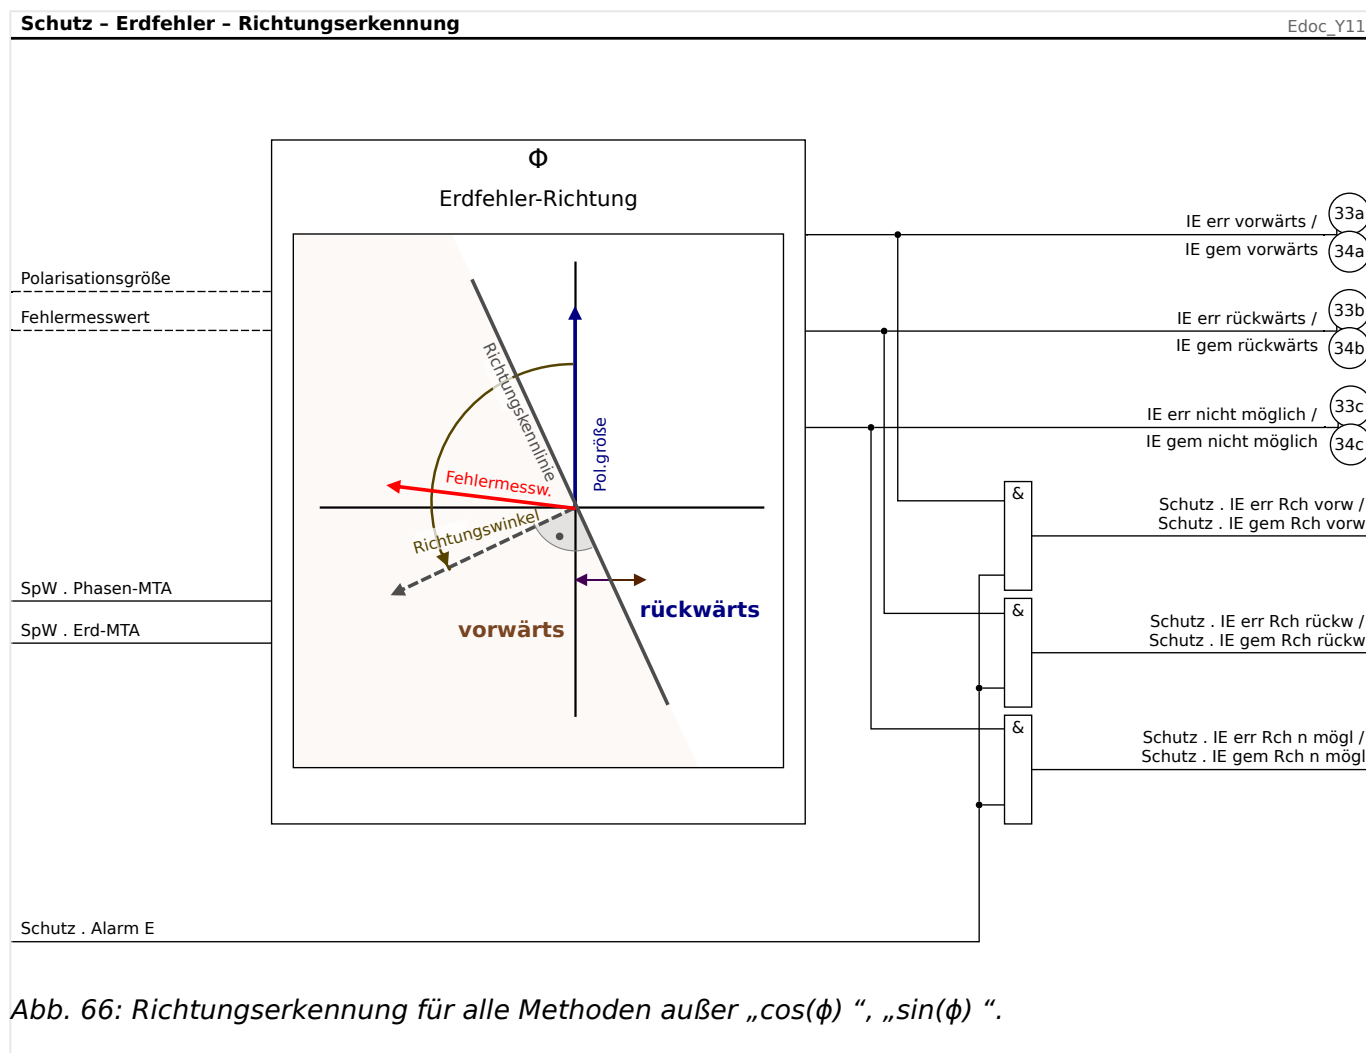 Schutz – Erdfehler – Richtungserkennung
Edoc_Y11
Φ
Erdfehler-Richtung
Polarisationsgröße
Fehlermesswert
SpW . Phasen-MTA
SpW . Erd-MTA
Schutz . Alarm E
Richtungskennlinie
Pol.größe
Fehlermessw.
Richtungswinkel
vorwärts
rückwärts
IE err vorwärts /
33a
IE gem vorwärts
34a
IE err rückwärts /
33b
IE gem rückwärts
34b
IE err nicht möglich /
33c
IE gem nicht möglich
34c
&
Schutz . IE err Rch vorw /
Schutz . IE gem Rch vorw
&
Schutz . IE err Rch rückw /
Schutz . IE gem Rch rückw
&
Schutz . IE err Rch n mögl /
Schutz . IE gem Rch n mögl
Abb. 66: Richtungserkennung für alle Methoden außer „cos(ϕ) “, „sin(ϕ) “.